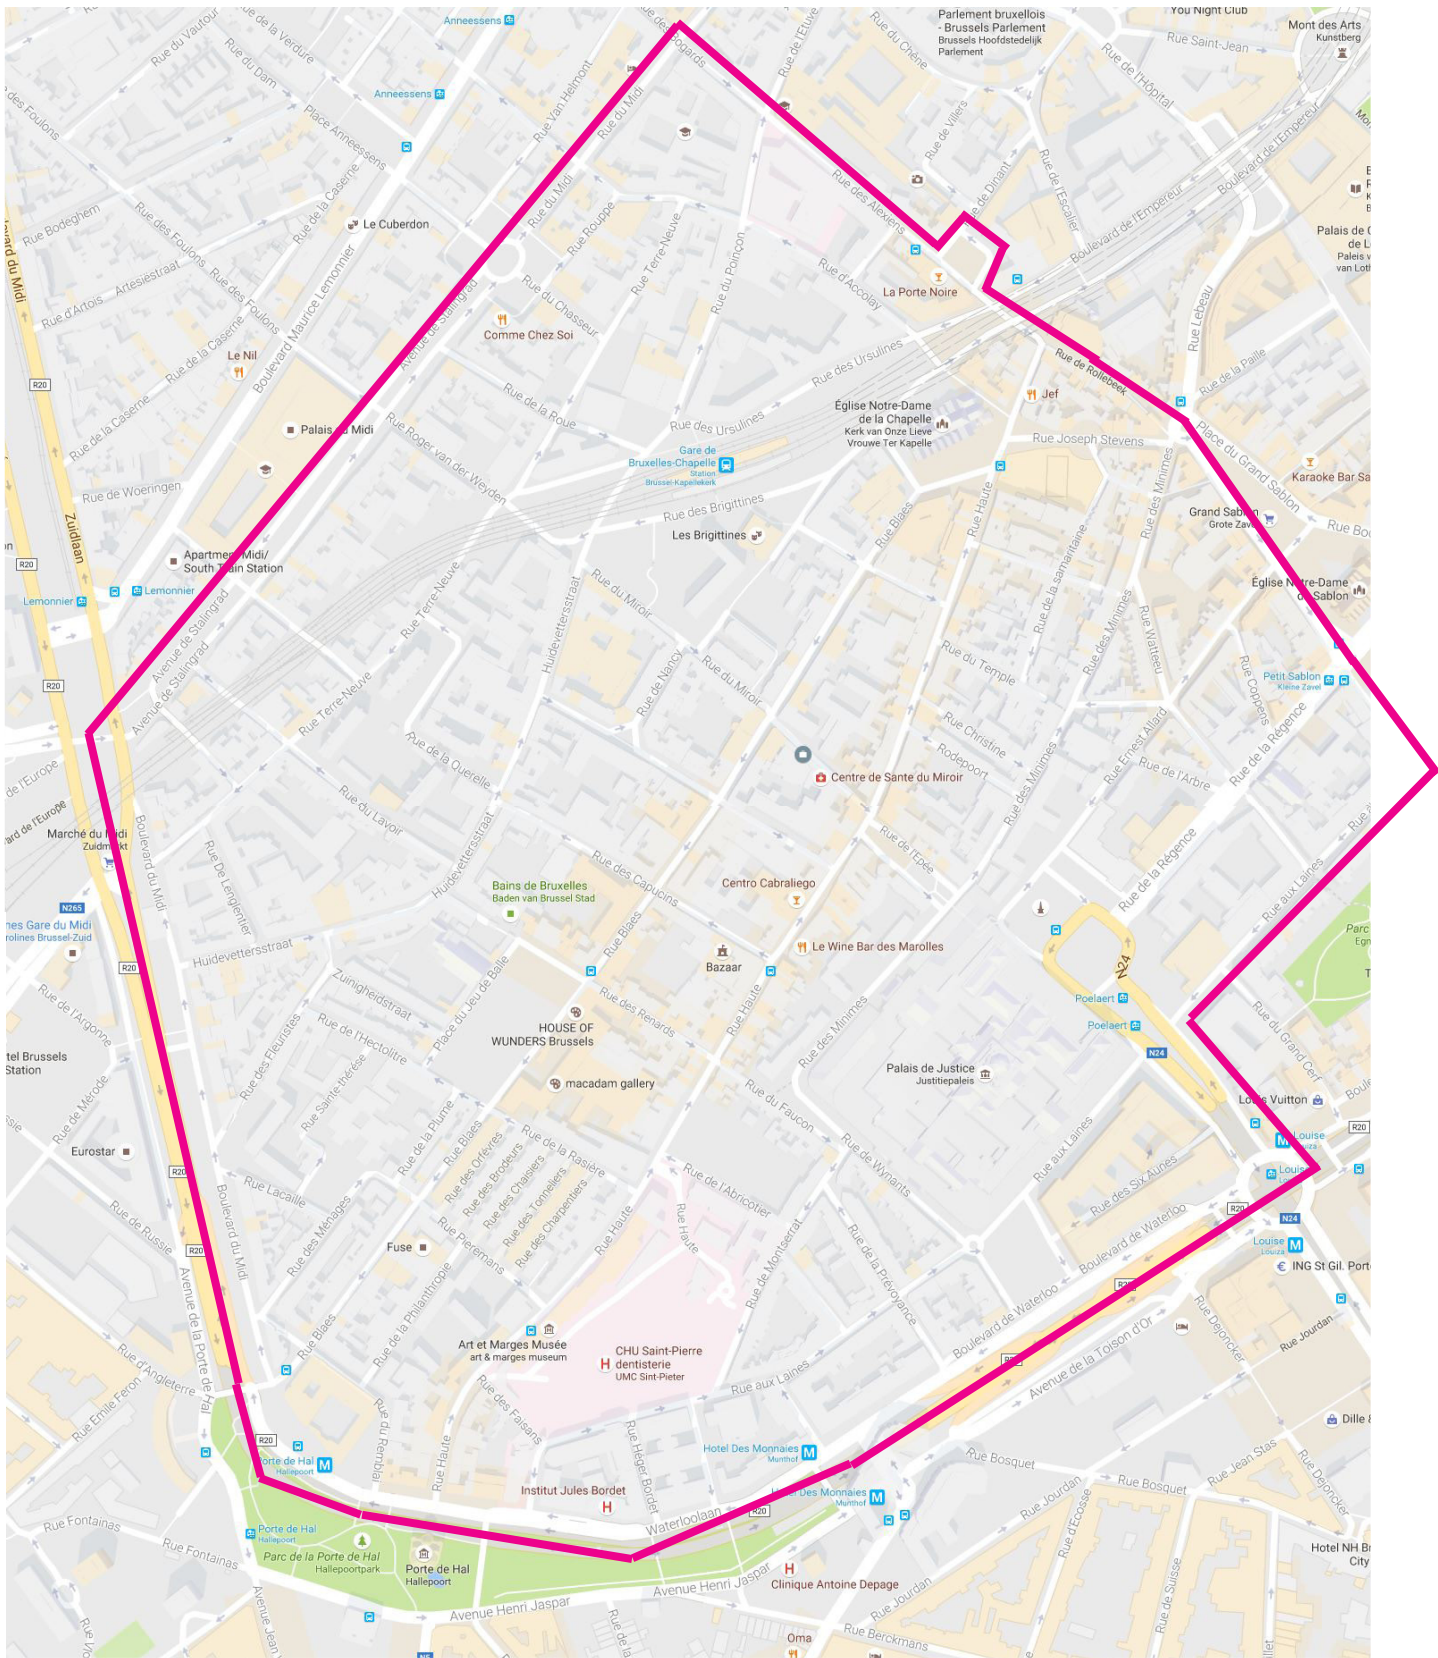 Parlement bruxellois
- Brussels Parlement
Brussels Hoofdstedelijk
Parlement
You Night Club
Mont des Arts
Kunstberg
Anneessens
Rue Saint-Jean
Rue du Vautour
Rue de la Verdure
Rue du Dam
Anneessens
Place Anneessens
Rue Van Helmont
Rue du Midi
Rue du Chêne
Rue de l'Hôpital
Rue de Villers
Rue de l'Escalier
Boulevard de l'Empereur
Boulevard de l'Empereur
Rue de la Caserne
Rue Bodeghem
Rue des Foulons
Le Cuberdon
Rue du Midi
Rue Rouppe
Rue Terre-Neuve
Rue du Poinçon
Rue des Alexiens
Rue d'Accolay
La Porte Noire
Rue Lebeau
Rue de la Paille
Rue d'Artois
Artesiëstraat
Rue des Foulons
Rue de la Caserne
Boulevard Maurice Lemonnier
Avenue de Stalingrad
Rue du Chasseur
Comme Chez Soi
Le Nil
R20
Rue de la Caserne
Palais du Midi
Rue Roger van der Weyden
Rue de la Roue
Rue des Ursulines
Rue des Ursulines
Rue de Rollebeek
Jef
Église Notre-Dame
de la Chapelle
Kerk van Onze Lieve
Vrouwe Ter Kapelle
Rue Joseph Stevens
Place du Grand Sablon
Karaoke Bar Sa
Gare de
Bruxelles-Chapelle
Station
Brussel-Kapellekerk
Rue de Woeringen
Zuidlaan
Rue des Brigittines
Les Brigittines
Rue Blaes
Rue Haute
Rue des Minimes
Grand Sablon
Grote Zavel
Apartment Midi/
South Train Station
R20
Lemonnier
Lemonnier
Rue Terre-Neuve
Huidevettersstraat
Rue du Miroir
Rue de la samaritaine
Rue des Minimes
Rue Watteeu
Église Notre-Dame
du Sablon
Avenue de Stalingrad
Avenue de Stalingrad
R20
Rue Terre-Neuve
Rue de Nancy
Rue du Miroir
Rue du Temple
Rue Coppens
Petit Sablon
Kleine Zavel
Rue de la Querelle
Rue Christine
Rodepoort
Rue Ernest Allard
Rue de l'Arbre
Rue de la Régence
Centre de Sante du Miroir
Rue des Minimes
Marché du Midi
Zuidmarkt
Boulevard du Midi
Rue du Lavoir
Huidevettersstraat
Rue De Lenglentier
Rue des Capucins
Rue de l'Epée
Rue de la Régence
Rue aux Laines
Bains de Bruxelles
Baden van Brussel Stad
Centro Cabraliego
N265
Huidevettersstraat
R20
Rue Blaes
Le Wine Bar des Marolles
Bazaar
N24
Zuinigheidstraat
Place du Jeu de Balle
Rue de l'Argonne
Rue des Renards
Rue Haute
Poelaert
Poelaert
N24
Rue du Grand Cerf
HOUSE OF
WUNDERS Brussels
Rue de l'Hectolitre
Rue des Fleuristes
Rue des Minimes
Palais de Justice
Justitiepaleis
macadam gallery
Rue Sainte-thérèse
Rue de Mérode
Rue de la Plume
Rue Blaes
Rue du Faucon
Louis Vuitton
Eurostar
R20
Rue Lacaille
Rue des Orfèvres
Rue des Brodeurs
Rue des Chaisiers
Rue des Tonneliers
Rue des Charpentiers
Rue de la Rasière
Rue de l'Abricotier
Rue de Wynants
Rue aux Laines
Rue des Six Aunes
R20
Boulevard du Midi
Rue des Ménages
Rue Pieremans
Rue Haute
Rue Haute
Rue de Montserrat
Boulevard de Waterloo
R20
N24
Louise
Louiza
ING St Gil. Port
Rue de Russie
R20
Fuse
Rue de la Philanthropie
Rue de la Prévoyance
Avenue de la Porte de Hal
Rue Blaes
Art et Marges Musée
art & marges museum
CHU Saint-Pierre
dentisterie
UMC Sint-Pieter
Boulevard de Waterloo
Avenue de la Toison d'Or
Rue Dejoncker
Rue Jourdan
Rue d'Angleterre
Rue Emile Feron
Rue aux Laines
Rue du Remblai
Rue Haute
Rue des Faisans
Rue Héger Bordet
R20
Porte de Hal
Hallepoort
Hotel Des Monnaies
Munthof
Hotel Des Monnaies
Munthof
Institut Jules Bordet
Waterloolaan
R20
Rue Bosquet
Rue Bosquet
Rue Jean Stas
Rue Dejoncker
Rue Jourdan
Rue d'Ecosse
Rue Fontainas
Rue Fontainas
Porte de Hal
Hallepoort
Parc de la Porte de Hal
Hallepoortpark
Porte de Hal
Hallepoort
Avenue Henri Jaspar
Avenue Henri Jaspar
Clinique Antoine Depage
Rue Jourdan
Rue Berckmans
Rue de Suisse
Hotel NH Br
City
Oma